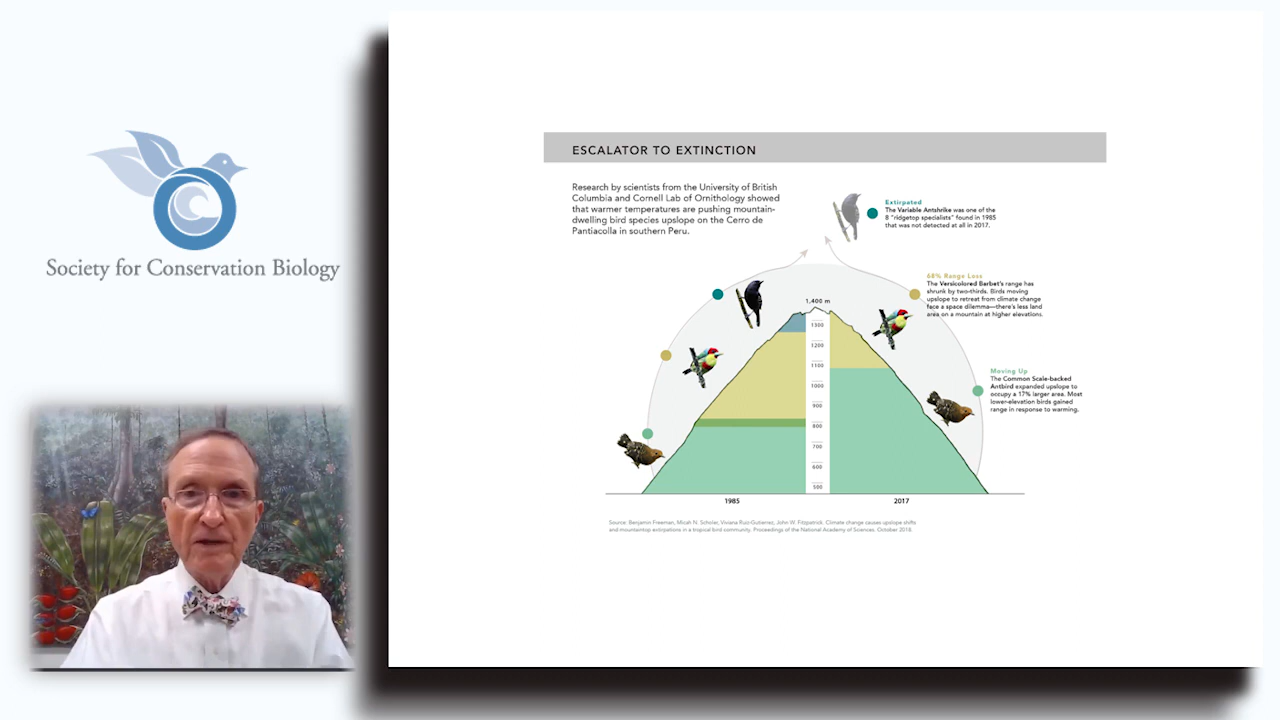 Society for Conservation Biology
ESCALATOR TO EXTINCTION
Research by scientists from the University of British
Columbia and Cornell Lab of Ornithology showed
that warmer temperatures are pushing mountain-
dwelling bird species upslope on the Cerro de
Pantiacolla in southern Peru.
Extirpated
The Variable Antshrike was one of the
8 "ridgetop specialists" found in 1985
that was not detected at all in 2017.
68% Range Loss
The Versicolored Barbet's range has
shrunk by two-thirds. Birds moving
upslope to retreat from climate change
face a space dilemma—there's less land
area on a mountain at higher elevations.
Moving Up
The Common Scale-backed
Antbird expanded upslope to
occupy a 17% larger area. Most
lower-elevation birds gained
range in response to warming.
1,400 m
1300
1200
1100
1000
900
800
700
600
500
1985
2017
Source: Benjamin Freeman, Micah N. Scholer, Viviana Ruiz-Gutierrez, John W. Fitzpatrick. Climate change causes upslope shifts
and mountaintop extirpations in a tropical bird community. Proceedings of the National Academy of Sciences. October 2018.